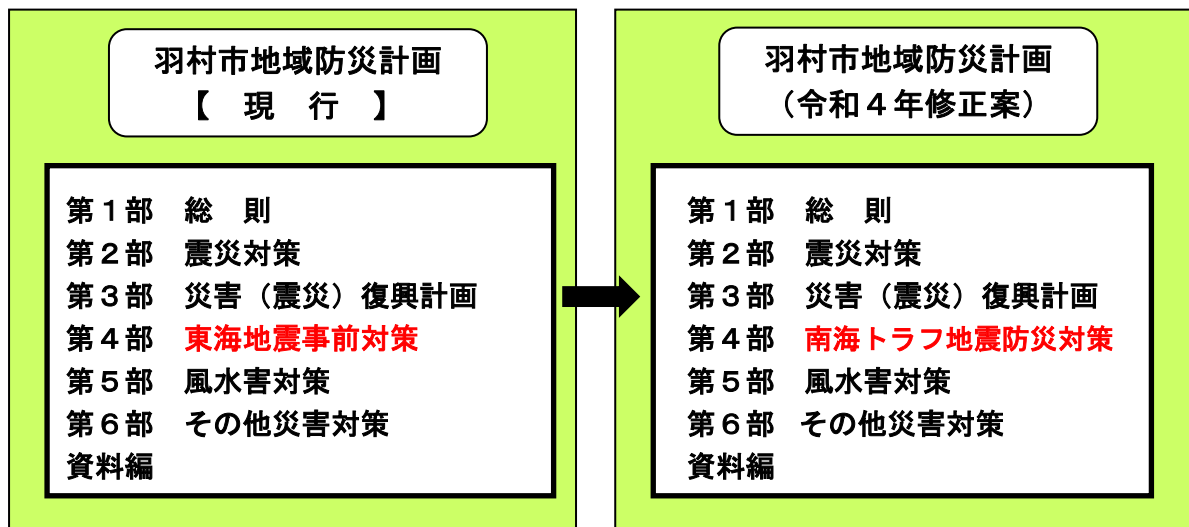 羽村市地域防災計画
【　現　行　】
第１部　総　則
第２部　震災対策
第３部　災害（震災）復興計画
第４部　東海地震事前対策
第５部　風水害対策
第６部　その他災害対策
資料編
羽村市地域防災計画
（令和４年修正案）
第１部　総　則
第２部　震災対策
第３部　災害（震災）復興計画
第４部　南海トラフ地震防災対策
第５部　風水害対策
第６部　その他災害対策
資料編